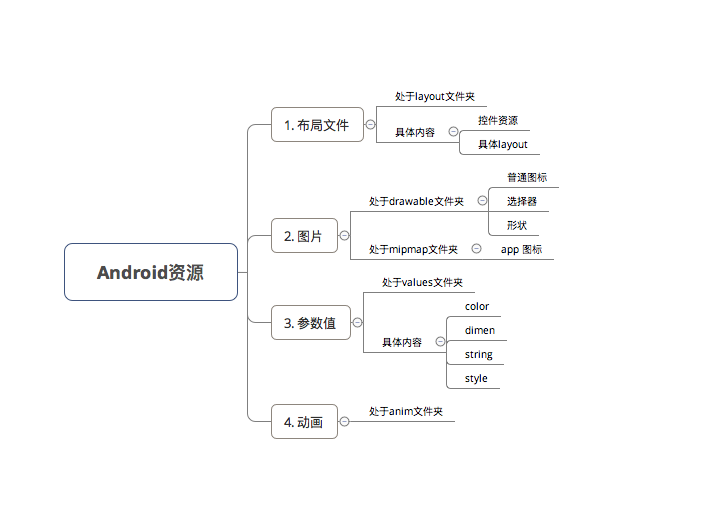 Android资源
1. 布局文件
处于layout文件夹
具体内容
控件资源
具体layout
2. 图片
处于drawable文件夹
普通图标
选择器
形状
处于mipmap文件夹
app 图标
3. 参数值
处于values文件夹
具体内容
color
dimen
string
style
4. 动画
处于anim文件夹